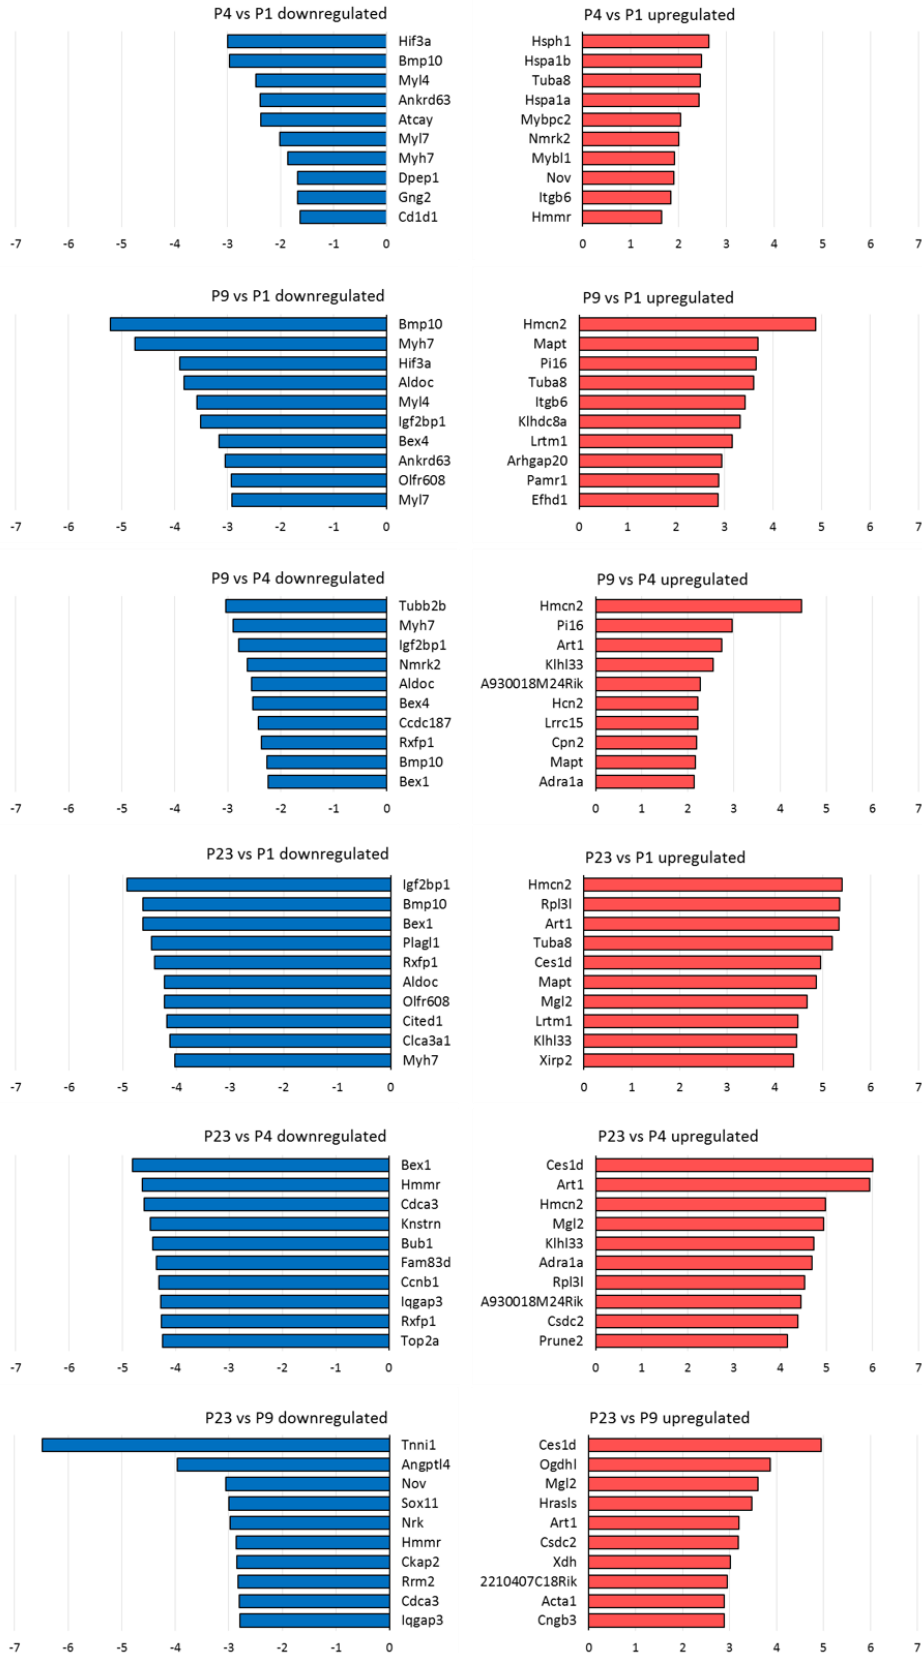 P4 vs P1 downregulated
Hif3a
Bmp10
Myl4
Ankrd63
Atcay
Myl7
Myh7
Dpep1
Gng2
Cd1d1
-7 -6 -5 -4 -3 -2 -1 0
P4 vs P1 upregulated
Hsph1
Hspa1b
Tuba8
Hspa1a
Mybpc2
Nmrk2
Mybl1
Nov
Itgb6
Hmmr
0 1 2 3 4 5 6 7
P9 vs P1 downregulated
Bmp10
Myh7
Hif3a
Aldoc
Myl4
Igf2bp1
Bex4
Ankrd63
Olfr608
Myl7
-7 -6 -5 -4 -3 -2 -1 0
P9 vs P1 upregulated
Hmcn2
Mapt
Pi16
Tuba8
Itgb6
Klhdc8a
Lrtm1
Arhgap20
Pamr1
Efhd1
0 1 2 3 4 5 6 7
P9 vs P4 downregulated
Tubb2b
Myh7
Igf2bp1
Nmrk2
Aldoc
Bex4
Ccdc187
Rxfp1
Bmp10
Bex1
-7 -6 -5 -4 -3 -2 -1 0
P9 vs P4 upregulated
Hmcn2
Pi16
Art1
Klhl33
A930018M24Rik
Hcn2
Lrrc15
Cpn2
Mapt
Adra1a
0 1 2 3 4 5 6 7
P23 vs P1 downregulated
Igf2bp1
Bmp10
Bex1
Plagl1
Rxfp1
Aldoc
Olfr608
Cited1
Clca3a1
Myh7
-7 -6 -5 -4 -3 -2 -1 0
P23 vs P1 upregulated
Hmcn2
Rpl3l
Art1
Tuba8
Ces1d
Mapt
Mgl2
Lrtm1
Klhl33
Xirp2
0 1 2 3 4 5 6 7
P23 vs P4 downregulated
Bex1
Hmmr
Cdca3
Knstrn
Bub1
Fam83d
Ccnb1
Iqgap3
Rxfp1
Top2a
-7 -6 -5 -4 -3 -2 -1 0
P23 vs P4 upregulated
Ces1d
Art1
Hmcn2
Mgl2
Klhl33
Adra1a
Rpl3l
A930018M24Rik
Csdc2
Prune2
0 1 2 3 4 5 6 7
P23 vs P9 downregulated
Tnni1
Angptl4
Nov
Sox11
Nrk
Hmmr
Ckap2
Rrm2
Cdca3
Iqgap3
-7 -6 -5 -4 -3 -2 -1 0
P23 vs P9 upregulated
Ces1d
Ogdhl
Mgl2
Hrasls
Art1
Csdc2
Xdh
2210407C18Rik
Acta1
Cngb3
0 1 2 3 4 5 6 7